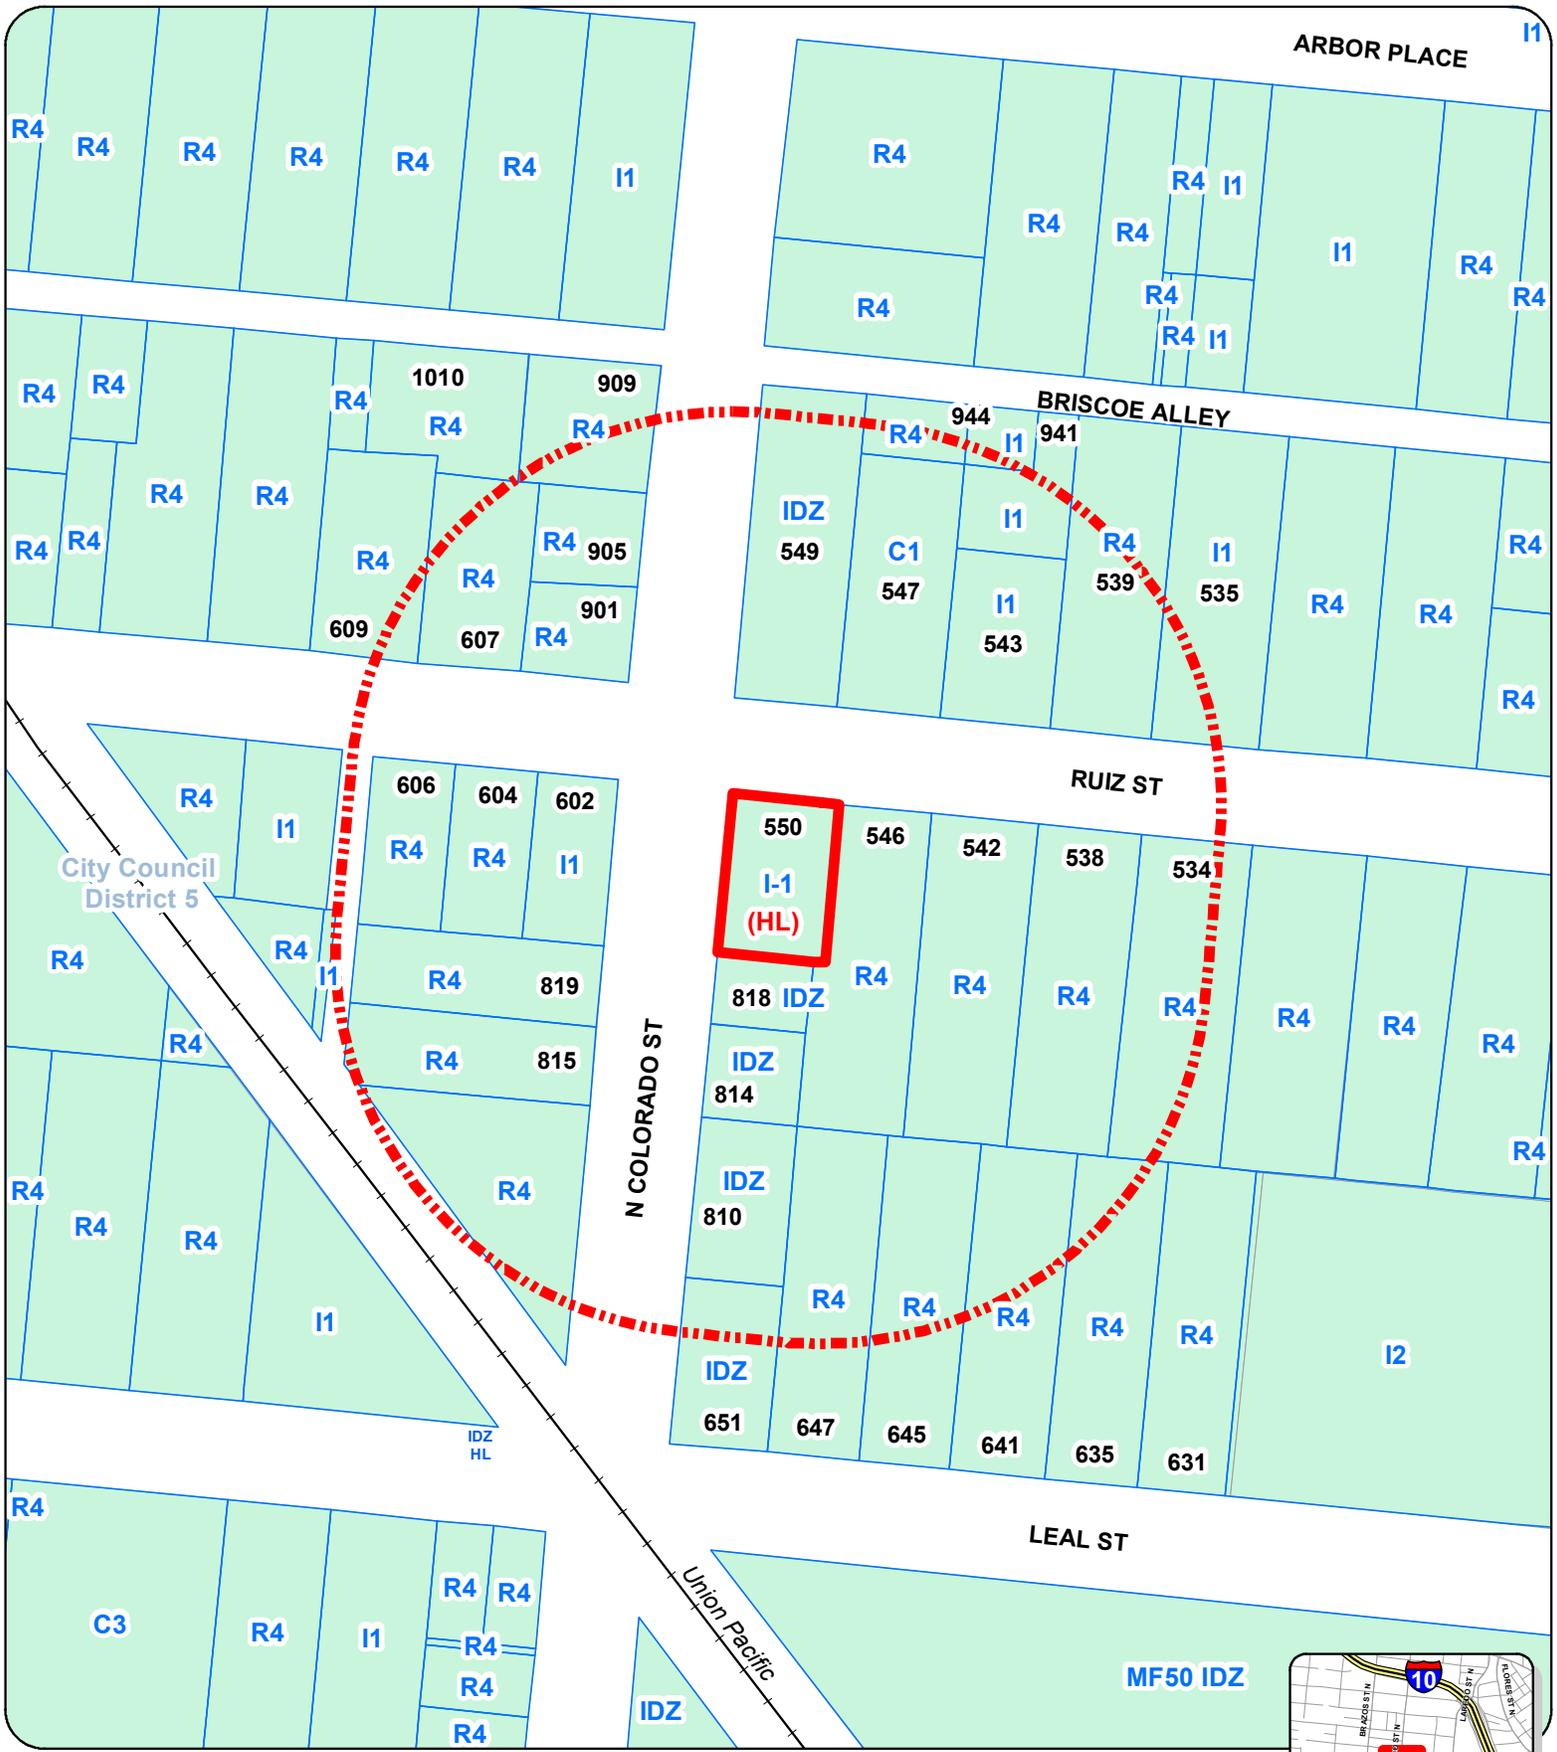 ARBOR PLACE
I1
R4
R4
R4
R4
R4
R4
I1
R4
R4
R4
R4
R4
I1
I1
R4
R4
R4
R4
R4
I1
BRISCOE ALLEY
R4
R4
R4
1010
R4
909
R4
R4
R4
R4
R4
R4
609
R4
607
R4
905
901
R4
IDZ
549
R4
944
I1
941
C1
547
I1
I1
543
R4
539
I1
535
R4
R4
R4
R4
RUIZ ST
R4
I1
606
R4
604
R4
602
I1
550
I-1
(HL)
546
R4
542
R4
538
R4
534
R4
R4
R4
R4
R4
City Council
District 5
R4
R4
I1
R4
R4
819
R4
815
818 IDZ
IDZ
814
N COLORADO ST
R4
R4
R4
I1
R4
IDZ
810
R4
R4
R4
R4
R4
I2
IDZ
651
647
645
641
635
631
IDZ
HL
LEAL ST
R4
C3
R4
I1
R4
R4
R4
R4
R4
Union Pacific
IDZ
MF50 IDZ
10
BRAZOS ST N
LAREDO ST N
FLORES ST N